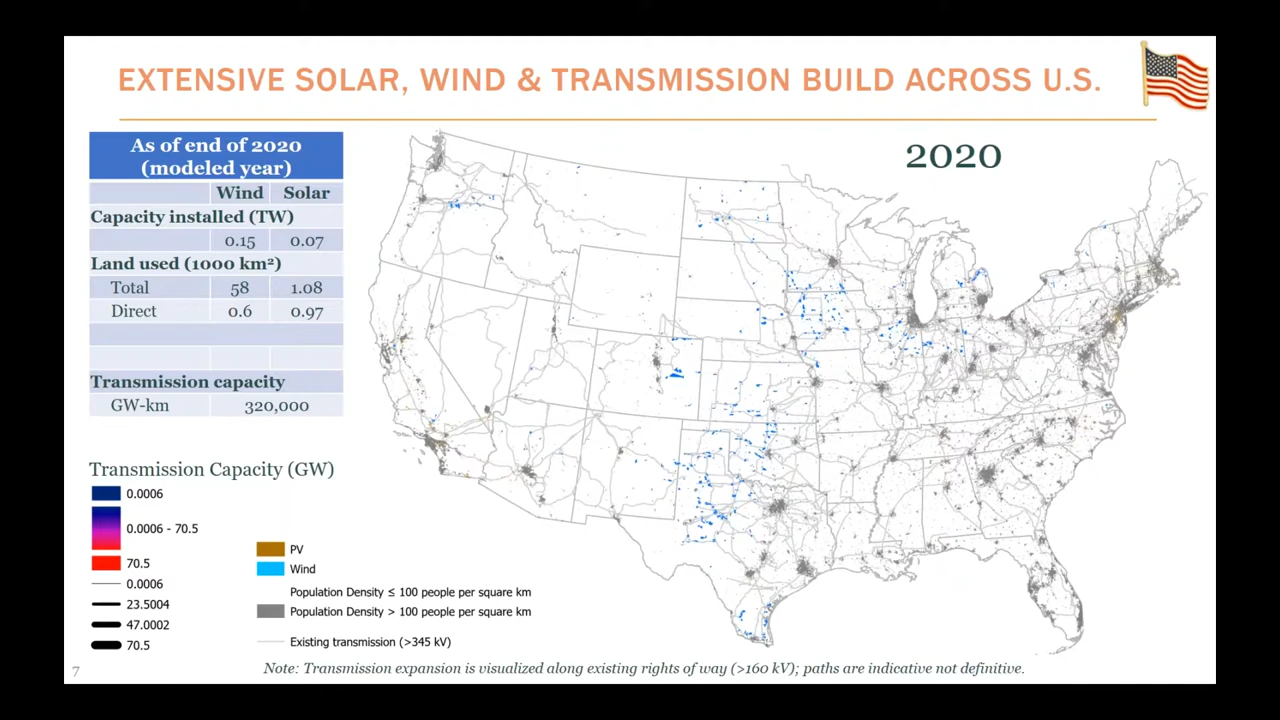 EXTENSIVE SOLAR, WIND & TRANSMISSION BUILD ACROSS U.S.
As of end of 2020
(modeled year)
Wind Solar
Capacity installed (TW)
0.15 0.07
Land used (1000 km²)
Total 58 1.08
Direct 0.6 0.97
Transmission capacity
GW-km 320,000
2020
Transmission Capacity (GW)
0.0006
0.0006 - 70.5
70.5
0.0006
23.5004
47.0002
70.5
PV
Wind
Population Density ≤ 100 people per square km
Population Density > 100 people per square km
Existing transmission (>345 kV)
Note: Transmission expansion is visualized along existing rights of way (>160 kV); paths are indicative not definitive.
7